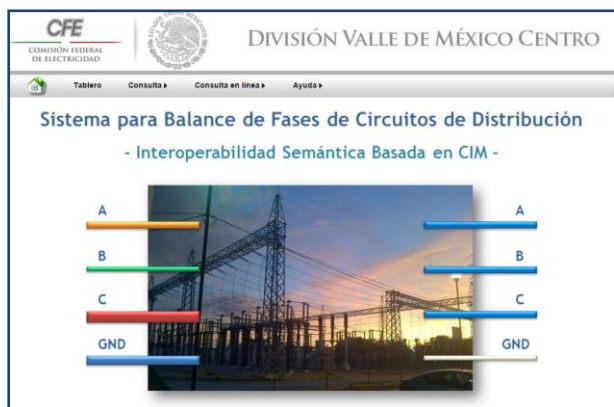 CFE
COMISIÓN FEDERAL
DE ELECTRICIDAD
DIVISIÓN VALLE DE MÉXICO CENTRO
Tablero Consulta Consulta en línea Ayuda
Sistema para Balance de Fases de Circuitos de Distribución
- Interoperabilidad Semántica Basada en CIM -
A A
B B
C C
GND GND